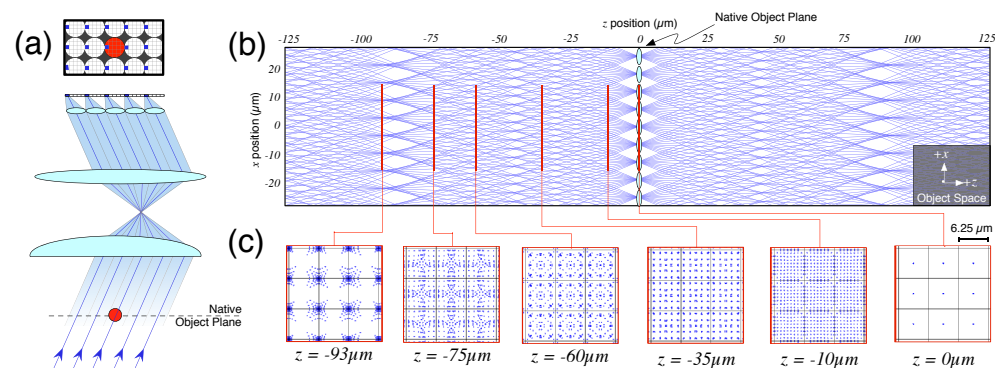 (a)
Native
Object Plane
(b)
z position (µm)
Native Object Plane
-125 -100 -75 -50 -25 0 25 50 75 100 125
x position (µm)
20
10
0
-10
-20
+x
+z
Object Space
(c)
6.25 µm
z = -93µm z = -75µm z = -60µm z = -35µm z = -10µm z = 0µm